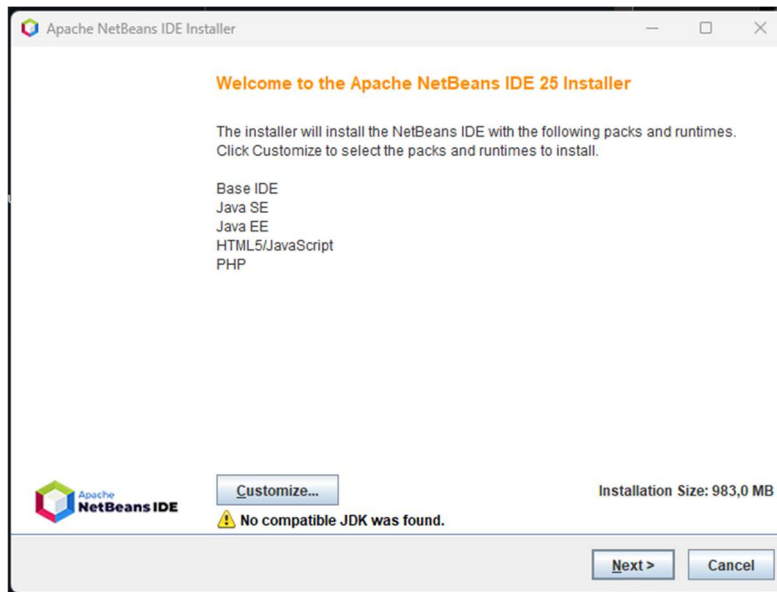 Apache NetBeans IDE Installer
Welcome to the Apache NetBeans IDE 25 Installer
The installer will install the NetBeans IDE with the following packs and runtimes.
Click Customize to select the packs and runtimes to install.
Base IDE
Java SE
Java EE
HTML5/JavaScript
PHP
Apache
NetBeans IDE
Customize...
Installation Size: 983,0 MB
No compatible JDK was found.
Next >
Cancel